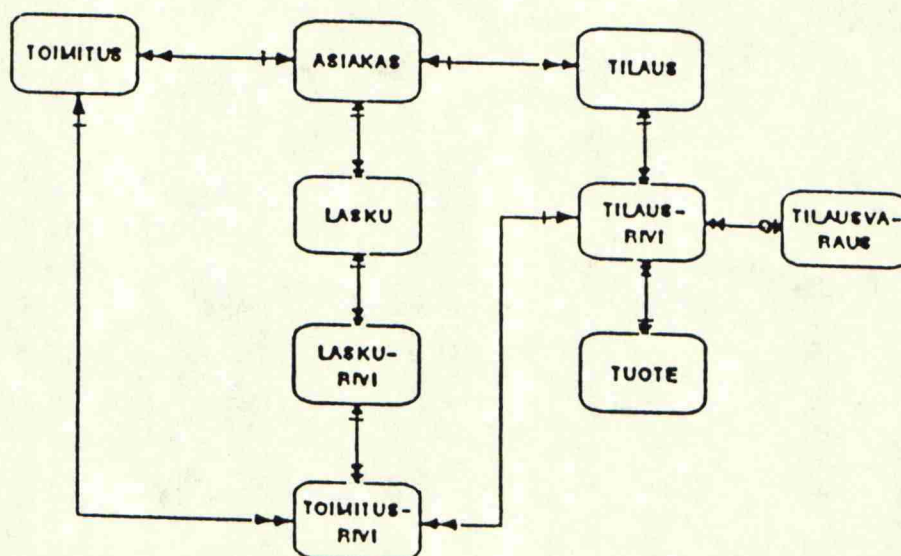 TOIMITUS
ASIAKAS
TILAUS
LASKU
TILAUS-
RIVI
TILAUSVA-
RAUS
LASKU-
RIVI
TUOTE
TOIMITUS-
RIVI